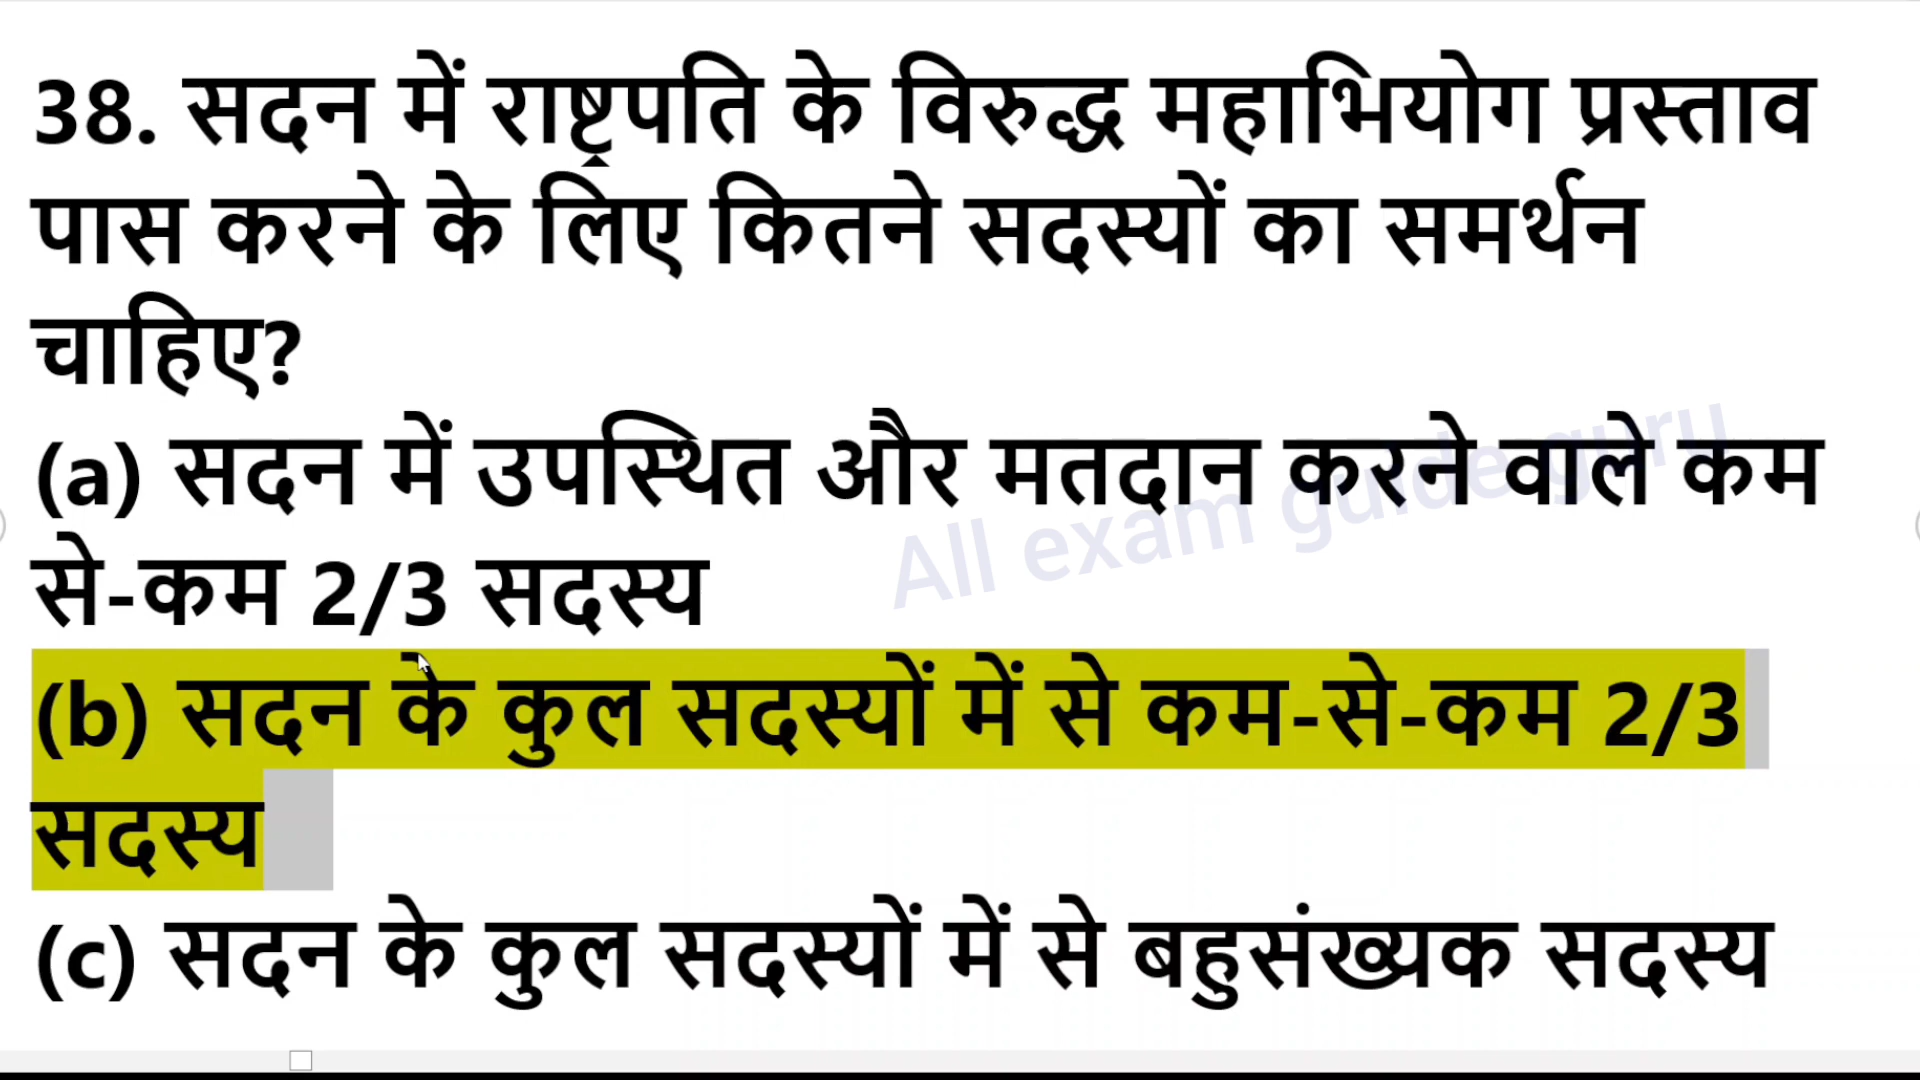 38. सदन में राष्ट्रपति के विरुद्ध महाभियोग प्रस्ताव
पास करने के लिए कितने सदस्यों का समर्थन
चाहिए?
(a) सदन में उपस्थित और मतदान करने वाले कम
से-कम 2/3 सदस्य
All exam guide guru
(b) सदन के कुल सदस्यों में से कम-से-कम 2/3
सदस्य
(c) सदन के कुल सदस्यों में से बहुसंख्यक सदस्य